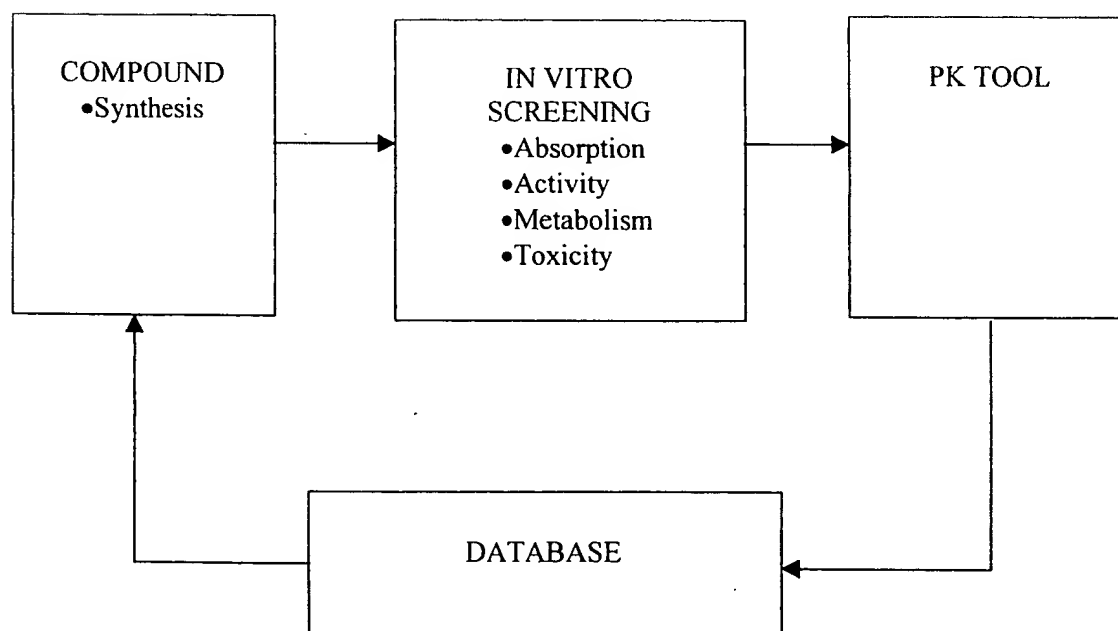 COMPOUND
•Synthesis
IN VITRO
SCREENING
•Absorption
•Activity
•Metabolism
•Toxicity
PK TOOL
DATABASE